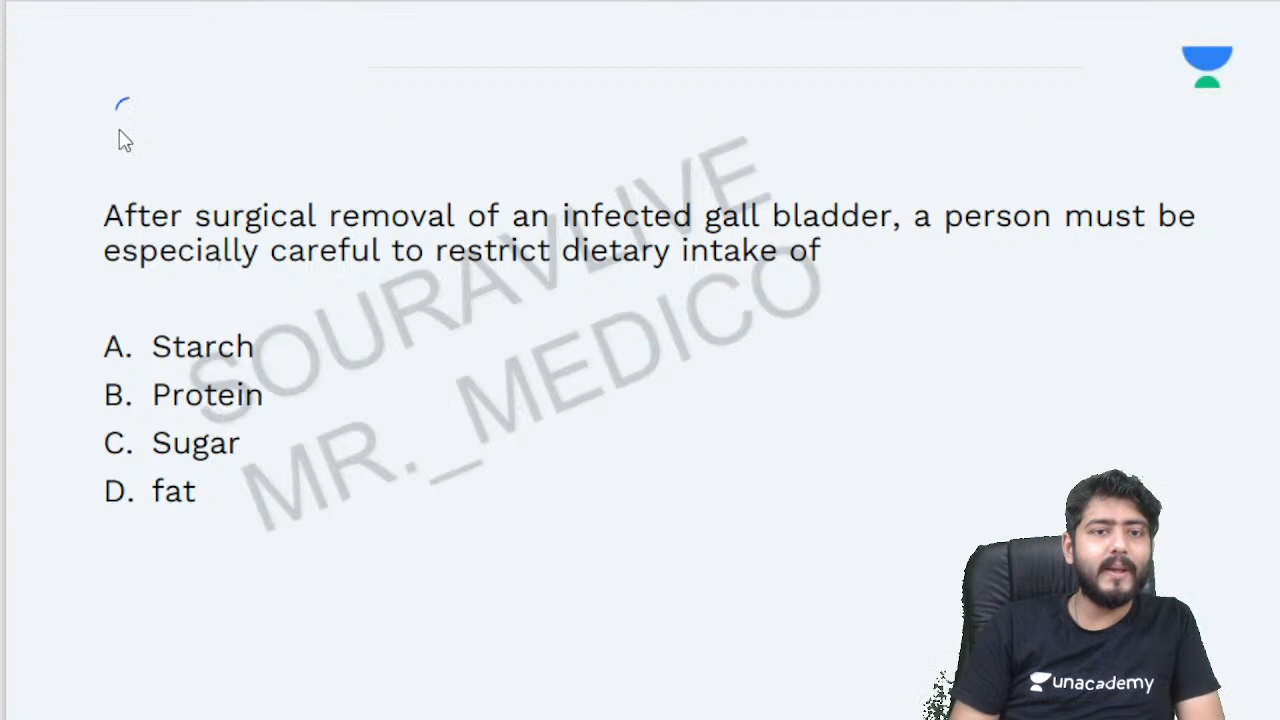 After surgical removal of an infected gall bladder, a person must be
especially careful to restrict dietary intake of
SOURAVLIVE
MR._MEDICO
A. Starch
B. Protein
C. Sugar
D. fat
unacademy